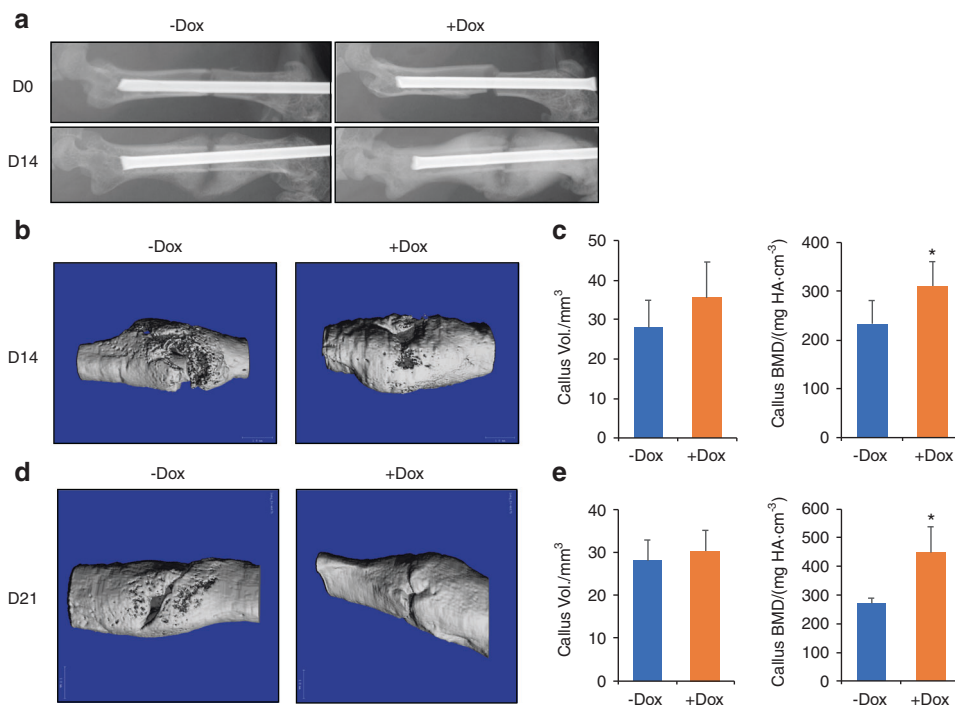 a
-Dox
+Dox
D0
D14
b
-Dox
+Dox
D14
c
Callus Vol./mm³
50
40
30
20
10
0
-Dox
+Dox
Callus BMD/(mg HA·cm⁻³)
400
300
200
100
0
*
-Dox
+Dox
d
-Dox
+Dox
D21
e
Callus Vol./mm³
40
30
20
10
0
-Dox
+Dox
Callus BMD/(mg HA·cm⁻³)
600
500
400
300
200
100
0
*
-Dox
+Dox